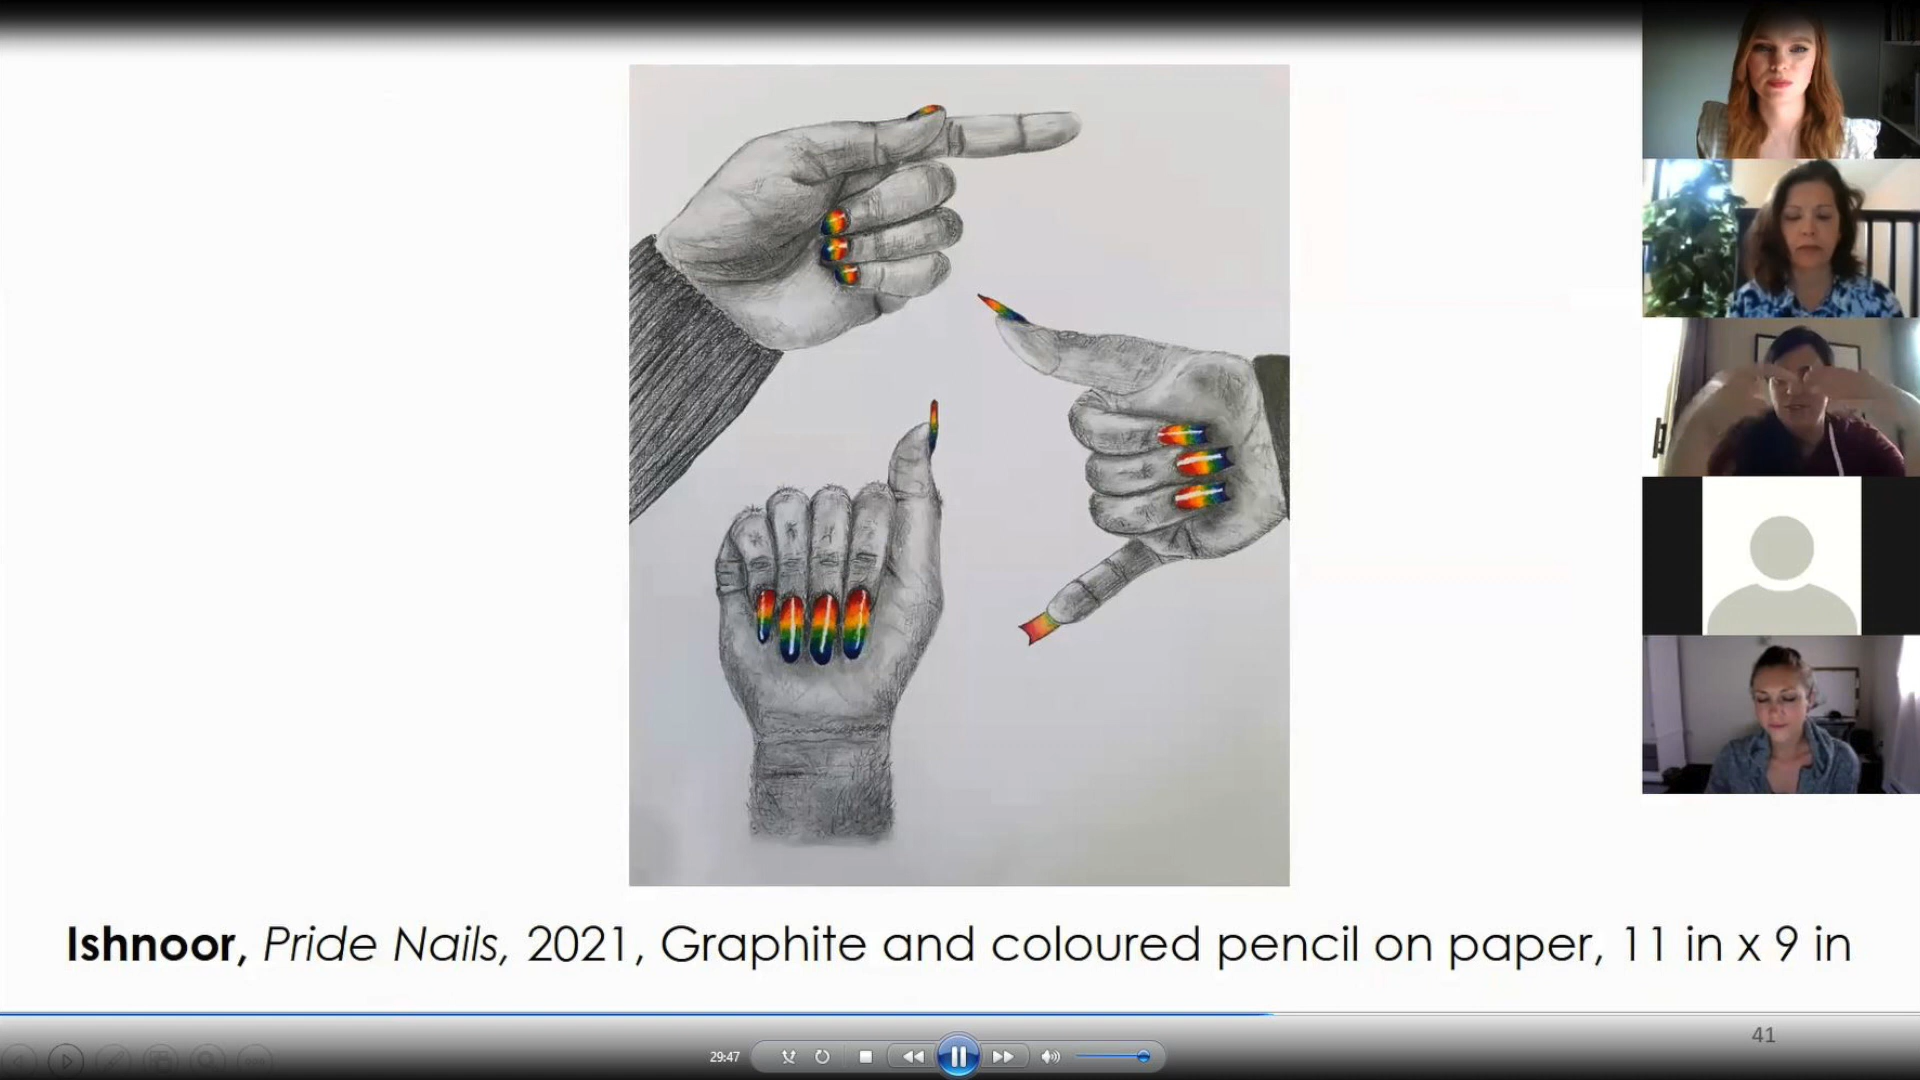 Ishnoor, Pride Nails, 2021, Graphite and coloured pencil on paper, 11 in x 9 in
41
29:47